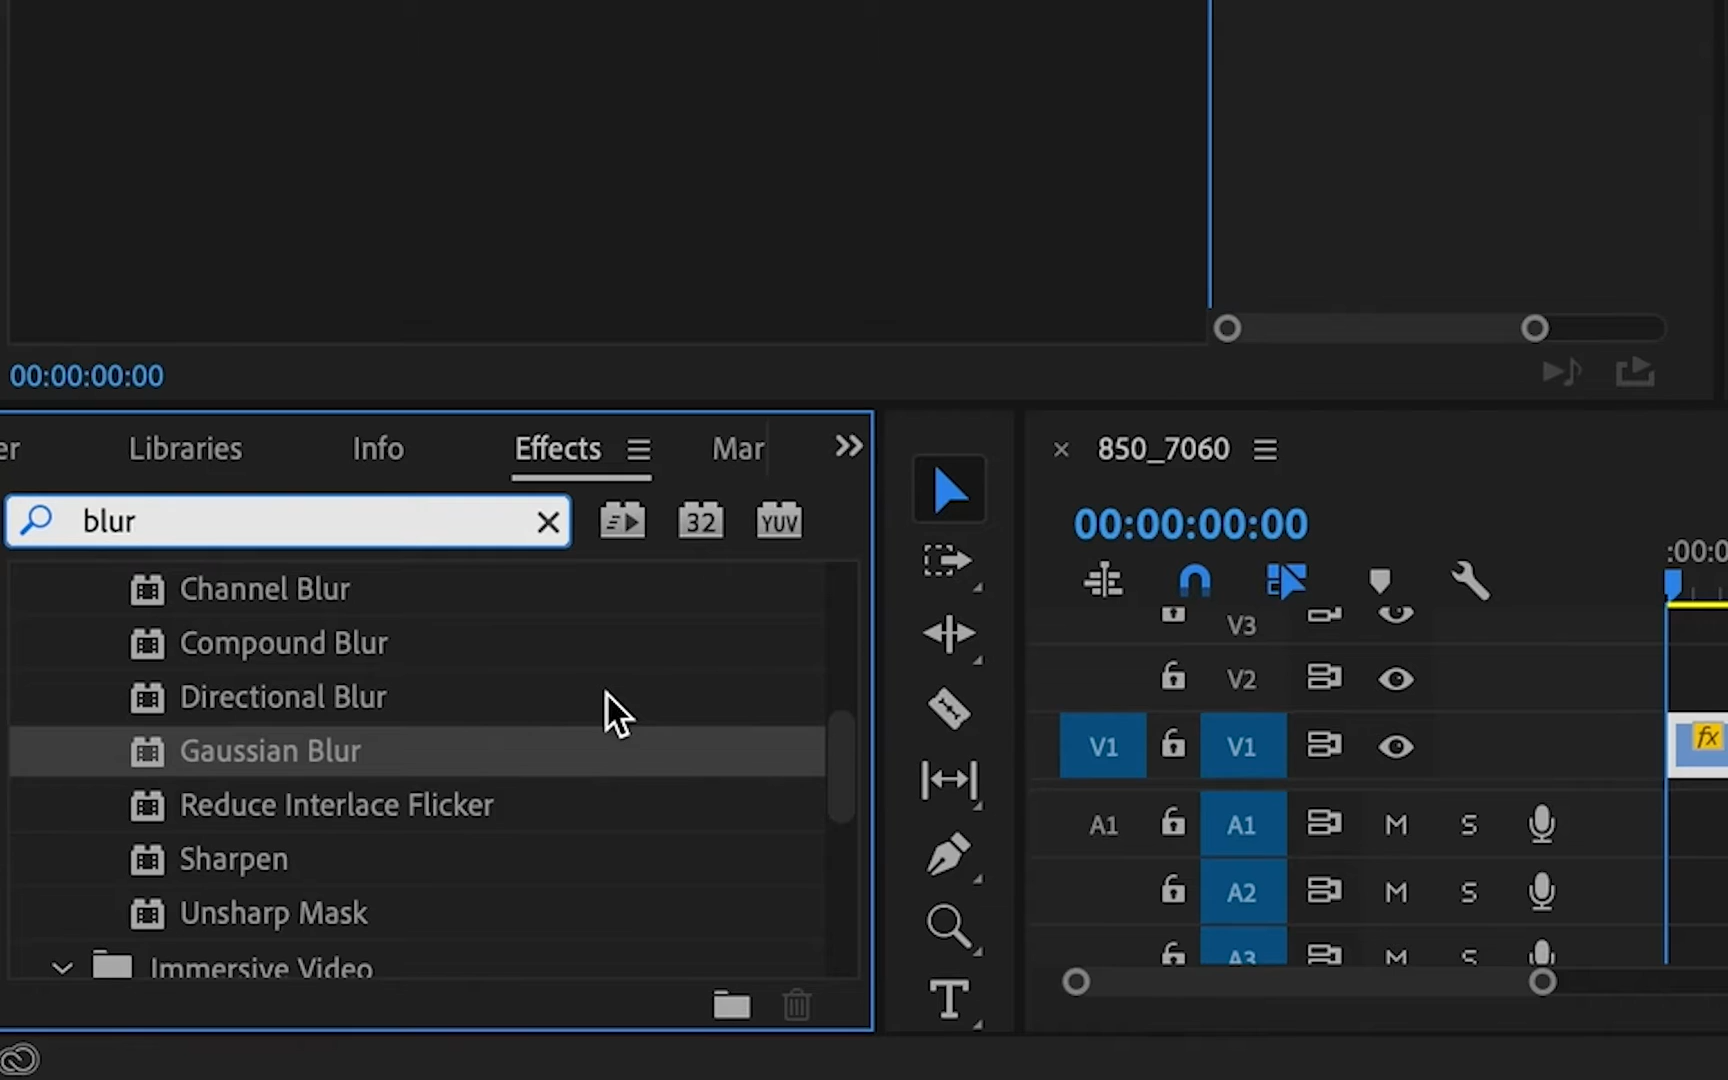 00:00:00:00
er
Libraries
Info
Effects
Mar
blur
32
YUV
Channel Blur
Compound Blur
Directional Blur
Gaussian Blur
Reduce Interlace Flicker
Sharpen
Unsharp Mask
Immersive Video
T
850_7060
00:00:00:00
:00:0
V3
V2
V1
V1
fx
A1
A1
M
S
A2
M
S
A3
M
S